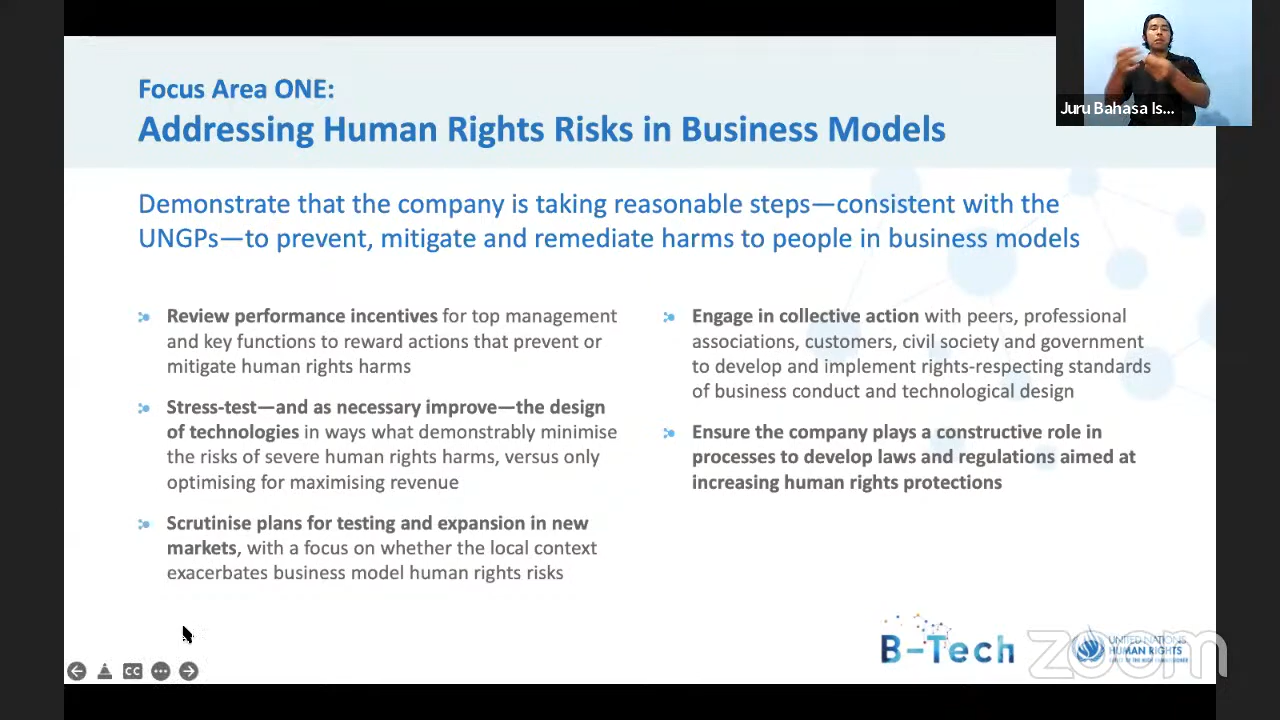 Focus Area ONE:
Addressing Human Rights Risks in Business Models
Juru Bahasa Is...
Demonstrate that the company is taking reasonable steps—consistent with the
UNGPs—to prevent, mitigate and remediate harms to people in business models
Review performance incentives for top management
and key functions to reward actions that prevent or
mitigate human rights harms
Stress-test—and as necessary improve—the design
of technologies in ways what demonstrably minimise
the risks of severe human rights harms, versus only
optimising for maximising revenue
Scrutinise plans for testing and expansion in new
markets, with a focus on whether the local context
exacerbates business model human rights risks
Engage in collective action with peers, professional
associations, customers, civil society and government
to develop and implement rights-respecting standards
of business conduct and technological design
Ensure the company plays a constructive role in
processes to develop laws and regulations aimed at
increasing human rights protections
CC
B-Tech
UNITED NATIONS
HUMAN RIGHTS
OFFICE OF THE HIGH COMMISSIONER
zoom